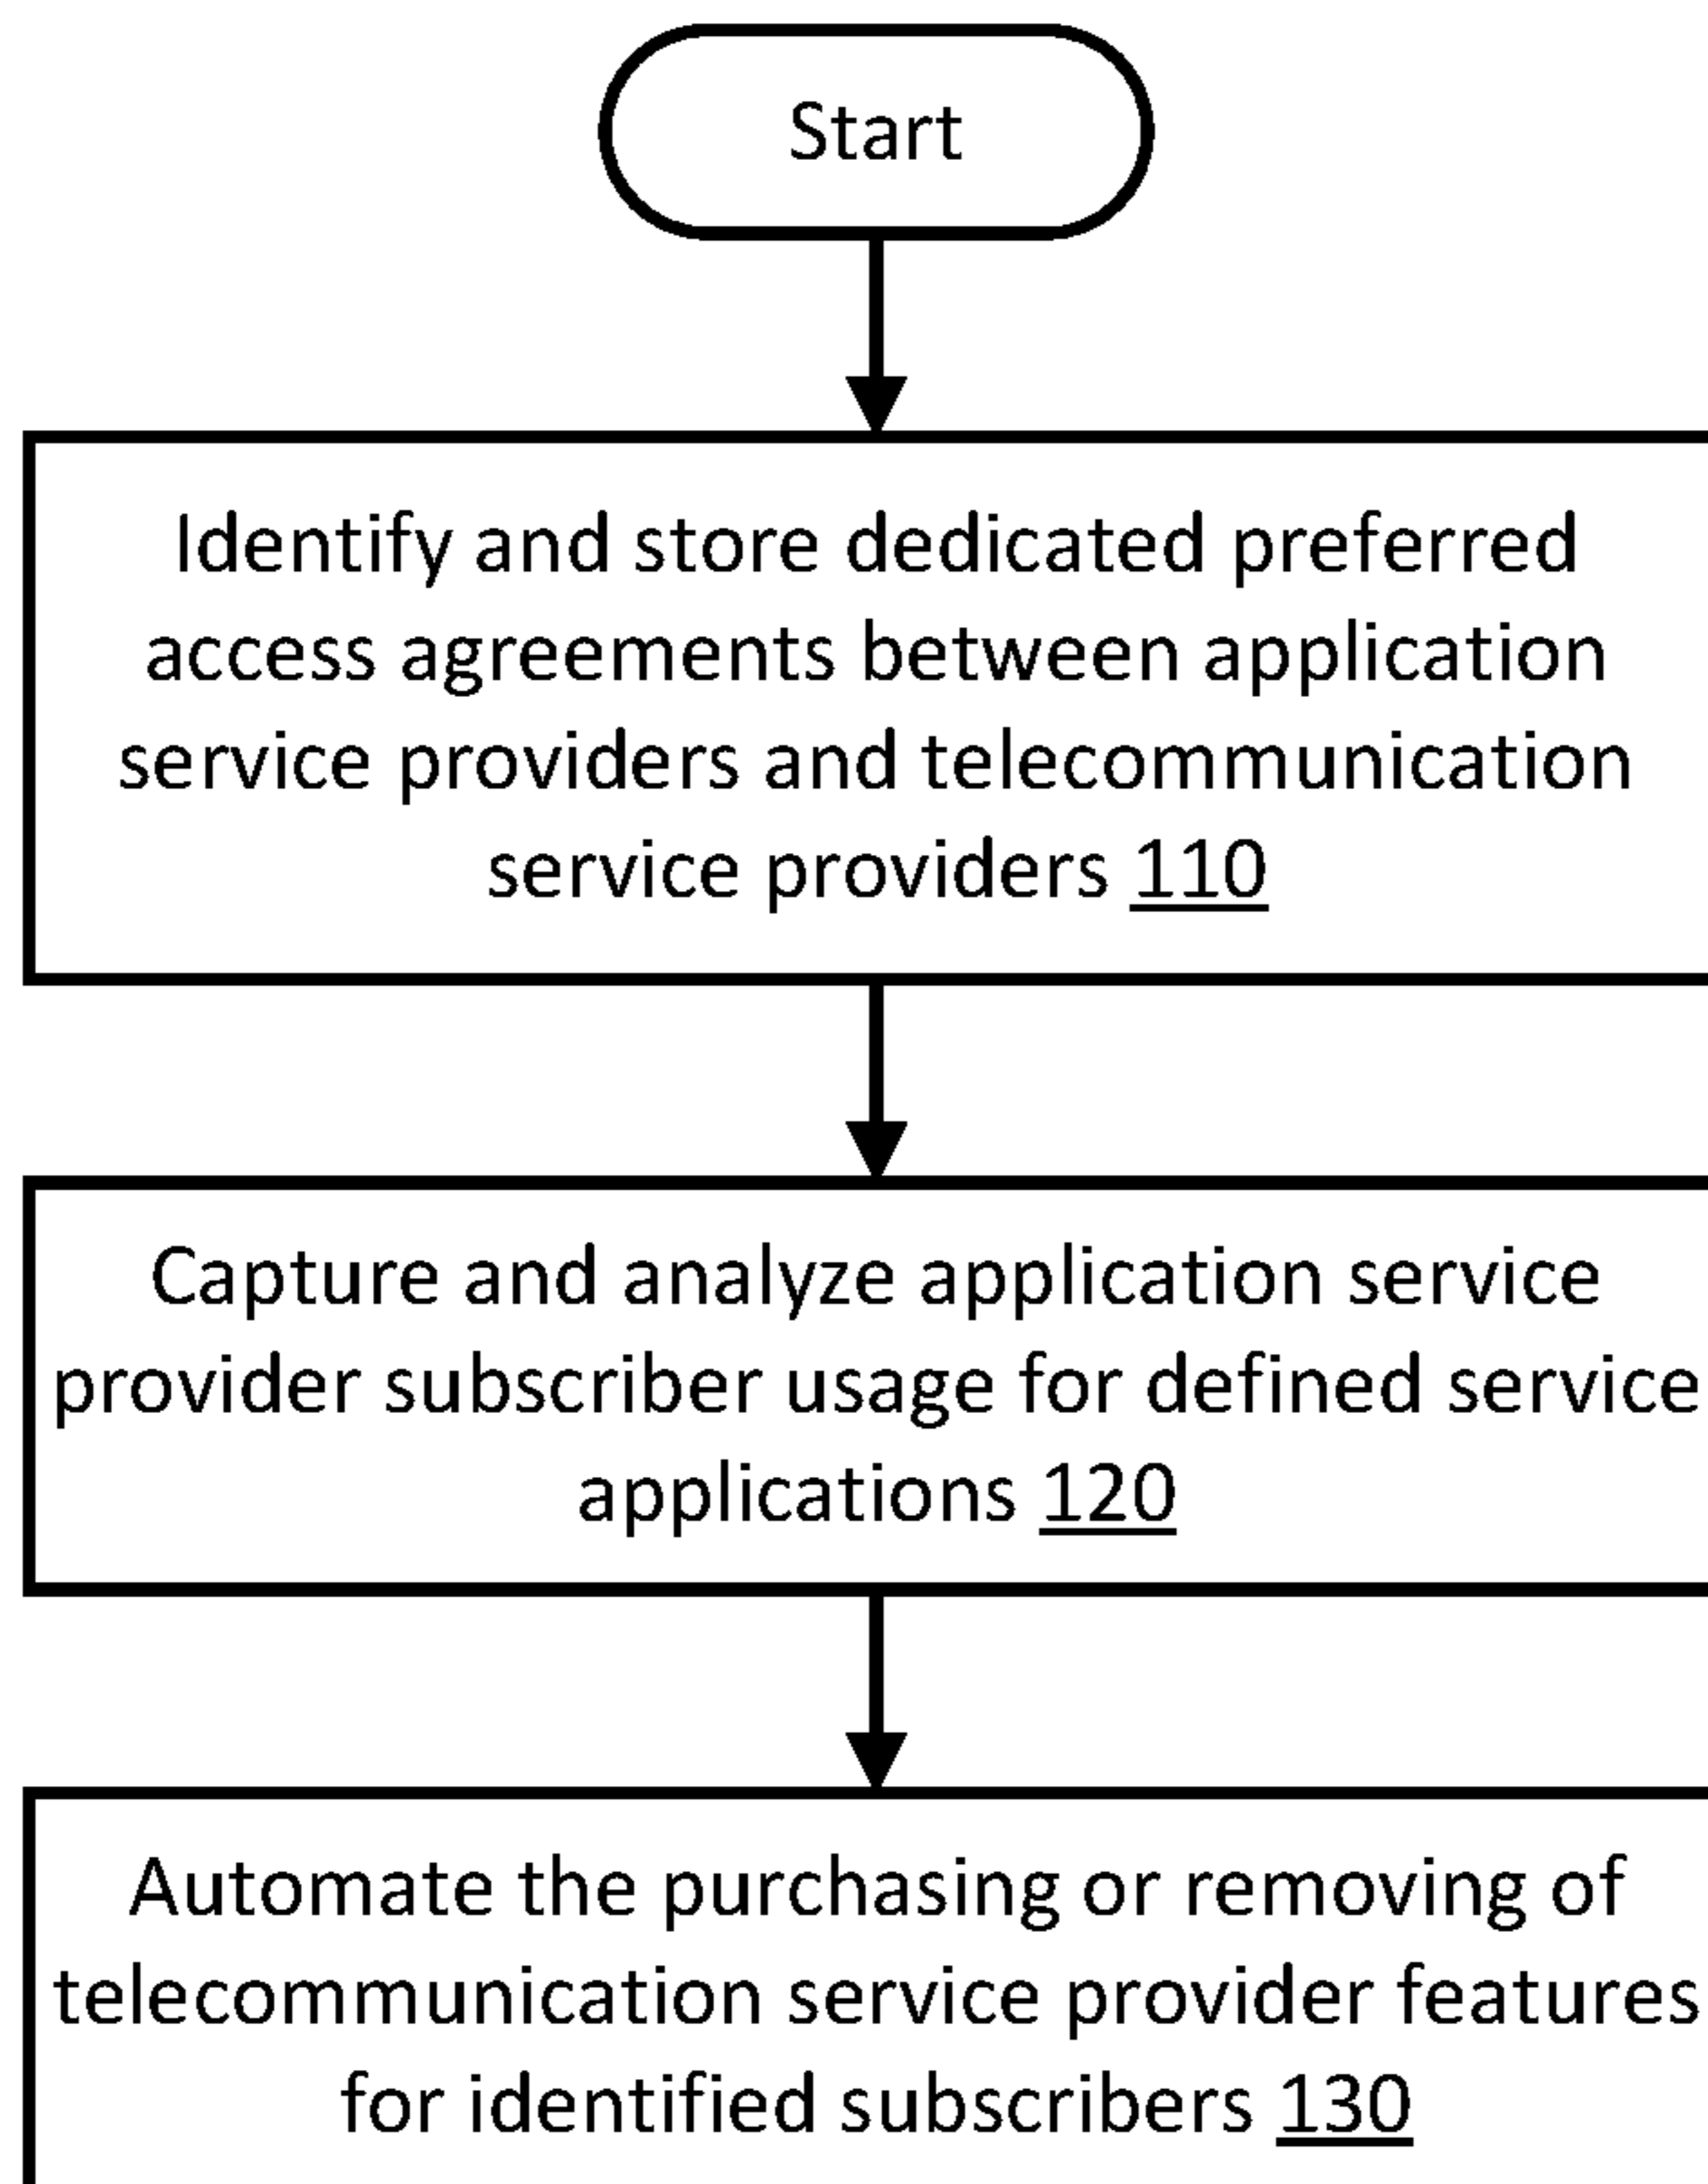 Start
Identify and store dedicated preferred
access agreements between application
service providers and telecommunication
service providers 110
Capture and analyze application service
provider subscriber usage for defined service
applications 120
Automate the purchasing or removing of
telecommunication service provider features
for identified subscribers 130